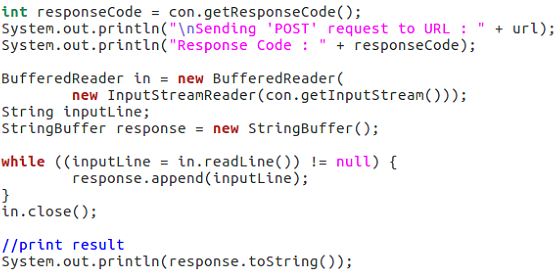 int responseCode = con.getResponseCode();
System.out.println("\nSending 'POST' request to URL : " + url);
System.out.println("Response Code : " + responseCode);

BufferedReader in = new BufferedReader(
        new InputStreamReader(con.getInputStream()));
String inputLine;
StringBuffer response = new StringBuffer();

while ((inputLine = in.readLine()) != null) {
        response.append(inputLine);
}
in.close();

//print result
System.out.println(response.toString());